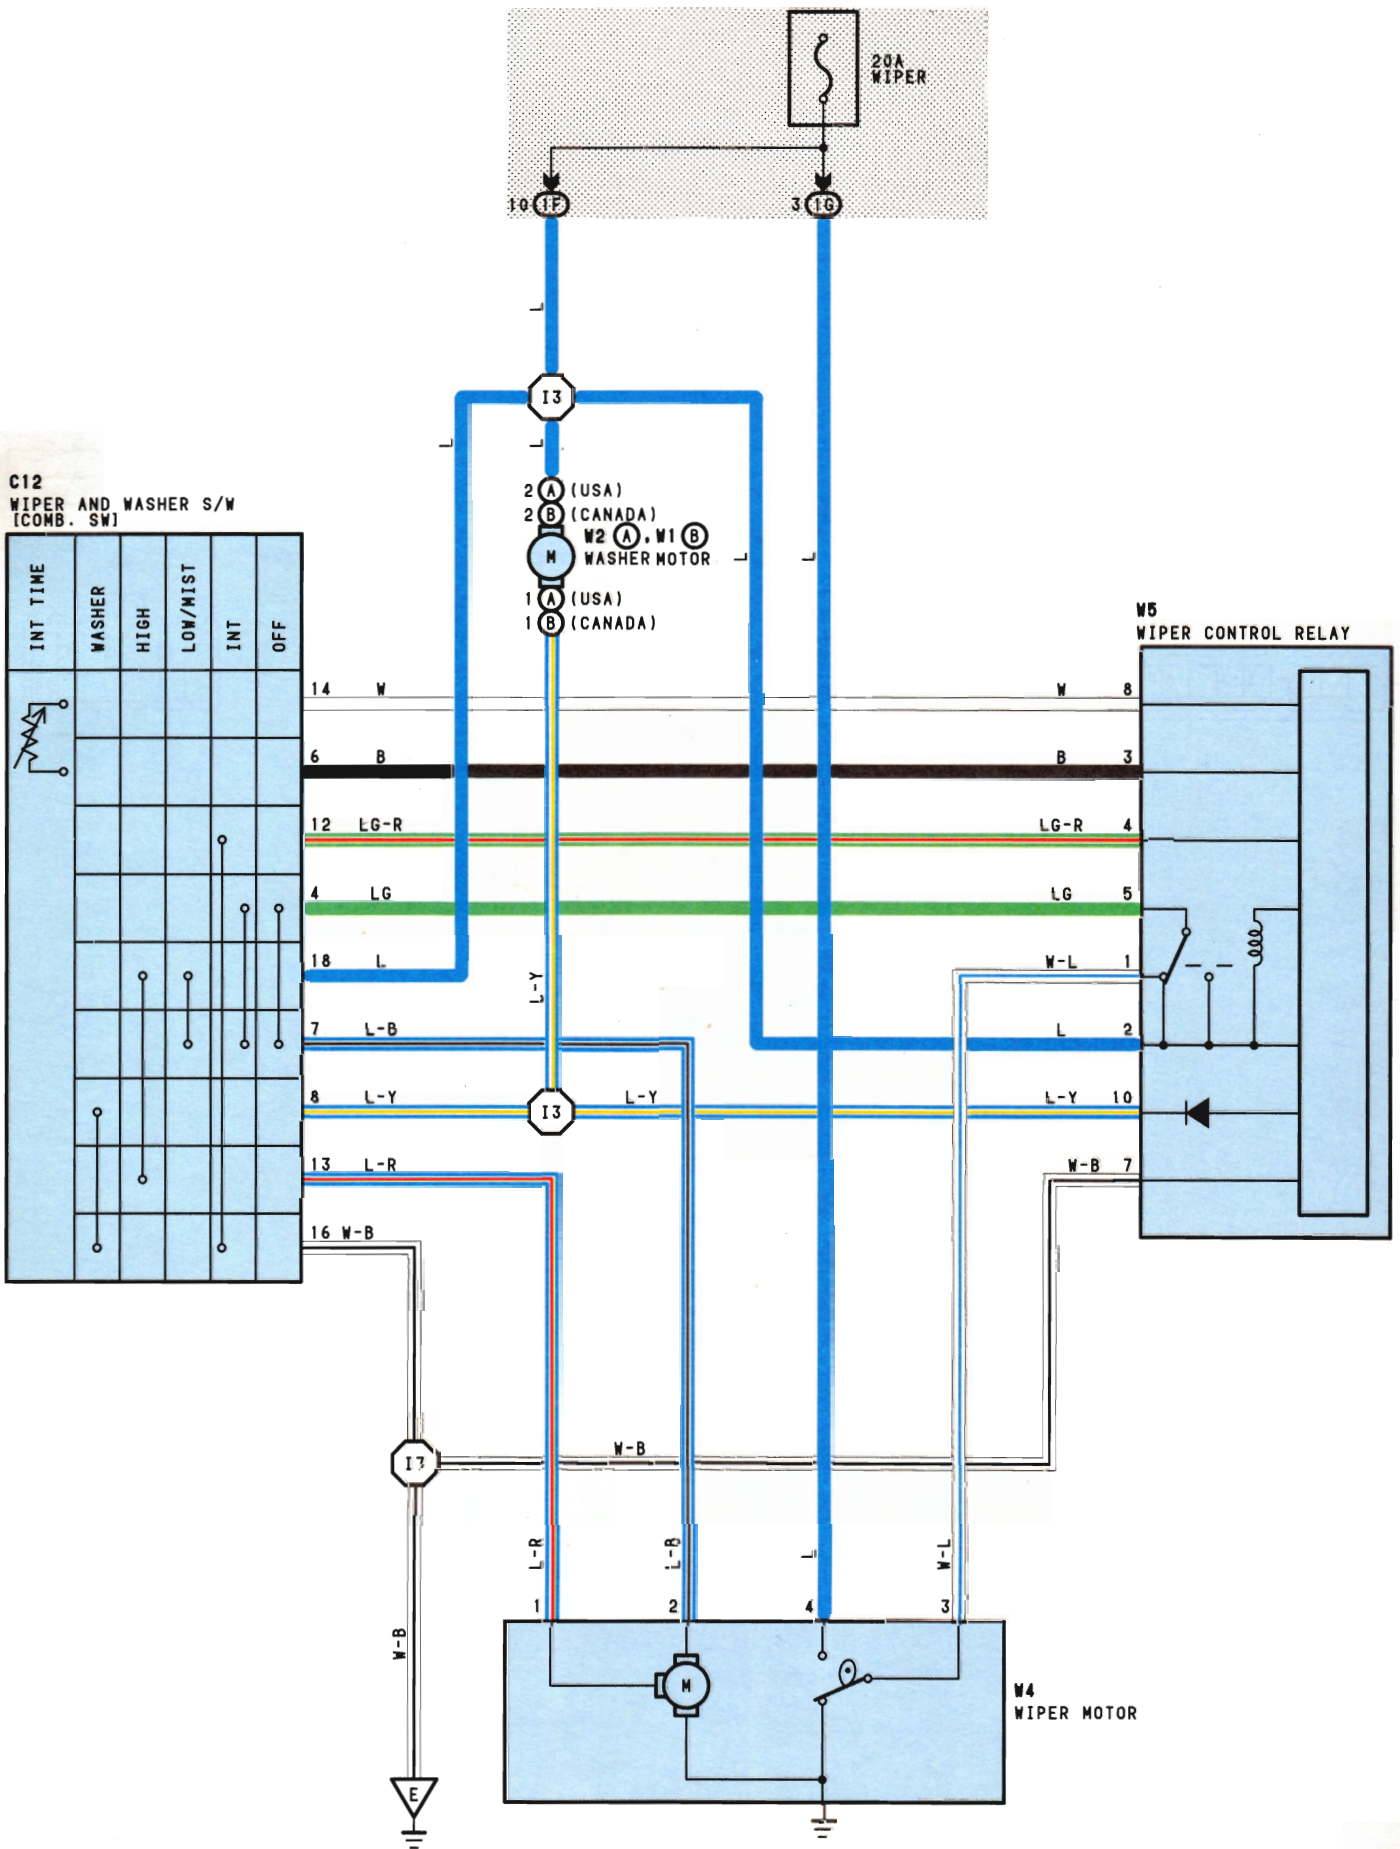 20A
WIPER
10 1F
3 1G
L
I3
L
L
C12
WIPER AND WASHER S/W
[COMB. SW]
2 A (USA)
2 B (CANADA)
W2 A, W1 B
M
WASHER MOTOR
L
L
1 A (USA)
1 B (CANADA)
INT TIME
WASHER
HIGH
LOW/MIST
INT
OFF
W5
WIPER CONTROL RELAY
14 W
W 8
6 B
B 3
12 LG-R
LG-R 4
4 LG
LG 5
18 L
W-L 1
L-Y
7 L-B
L 2
8 L-Y
I3
L-Y
L-Y 10
13 L-R
W-B 7
16 W-B
I3
W-B
L-R
L-B
L
W-L
1
2
4
3
W-B
M
W4
WIPER MOTOR
E